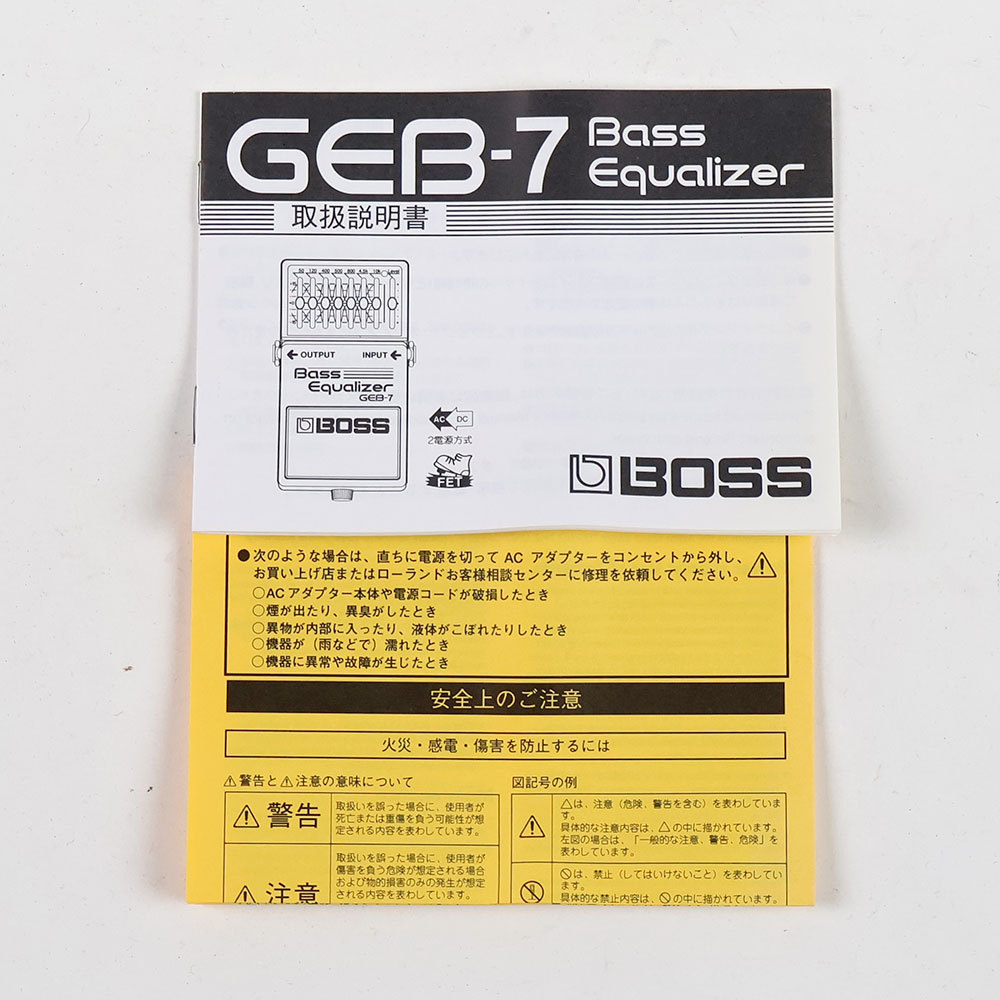 GEB-7 Bass
Equalizer
取扱説明書
50 120 400 500 800 4.5k 10k Level
OUTPUT INPUT
Bass
Equalizer
GEB-7
BOSS
AC DC
2電源方式
FET
BOSS
●次のような場合は、直ちに電源を切って AC アダプターをコンセントから外し、
お買い上げ店またはローランドお客様相談センターに修理を依頼してください。
○AC アダプター本体や電源コードが破損したとき
○煙が出たり、異臭がしたとき
○異物が内部に入ったり、液体がこぼれたりしたとき
○機器が（雨などで）濡れたとき
○機器に異常や故障が生じたとき
安全上のご注意
火災・感電・傷害を防止するには
⚠警告と⚠注意の意味について
警告
取扱いを誤った場合に、使用者が
死亡または重傷を負う可能性が想
定される内容を表わしています。
注意
取扱いを誤った場合に、使用者が
傷害を負う危険が想定される場合
および物的損害のみの発生が想定
される内容を表わしています。
図記号の例
△は、注意（危険、警告を含む）を表わしていま
す。
具体的な注意内容は、△の中に描かれています。
左図の場合は、「一般的な注意、警告、危険」を
表わしています。
🚫は、禁止（してはいけないこと）を表わしてい
ます。
具体的な禁止内容は、🚫の中に描かれています。